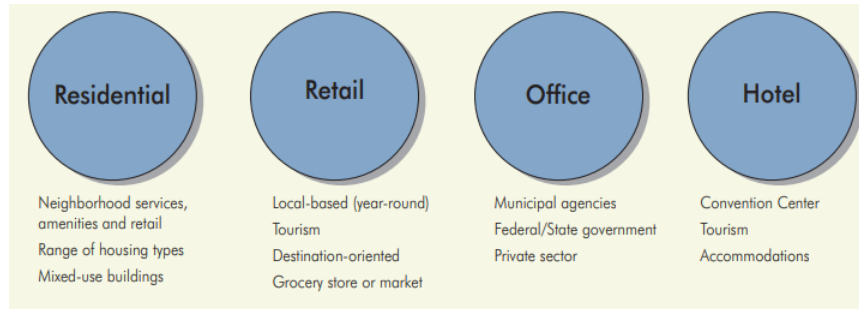 Residential
Neighborhood services,
amenities and retail
Range of housing types
Mixed-use buildings
Retail
Local-based (year-round)
Tourism
Destination-oriented
Grocery store or market
Office
Municipal agencies
Federal/State government
Private sector
Hotel
Convention Center
Tourism
Accommodations